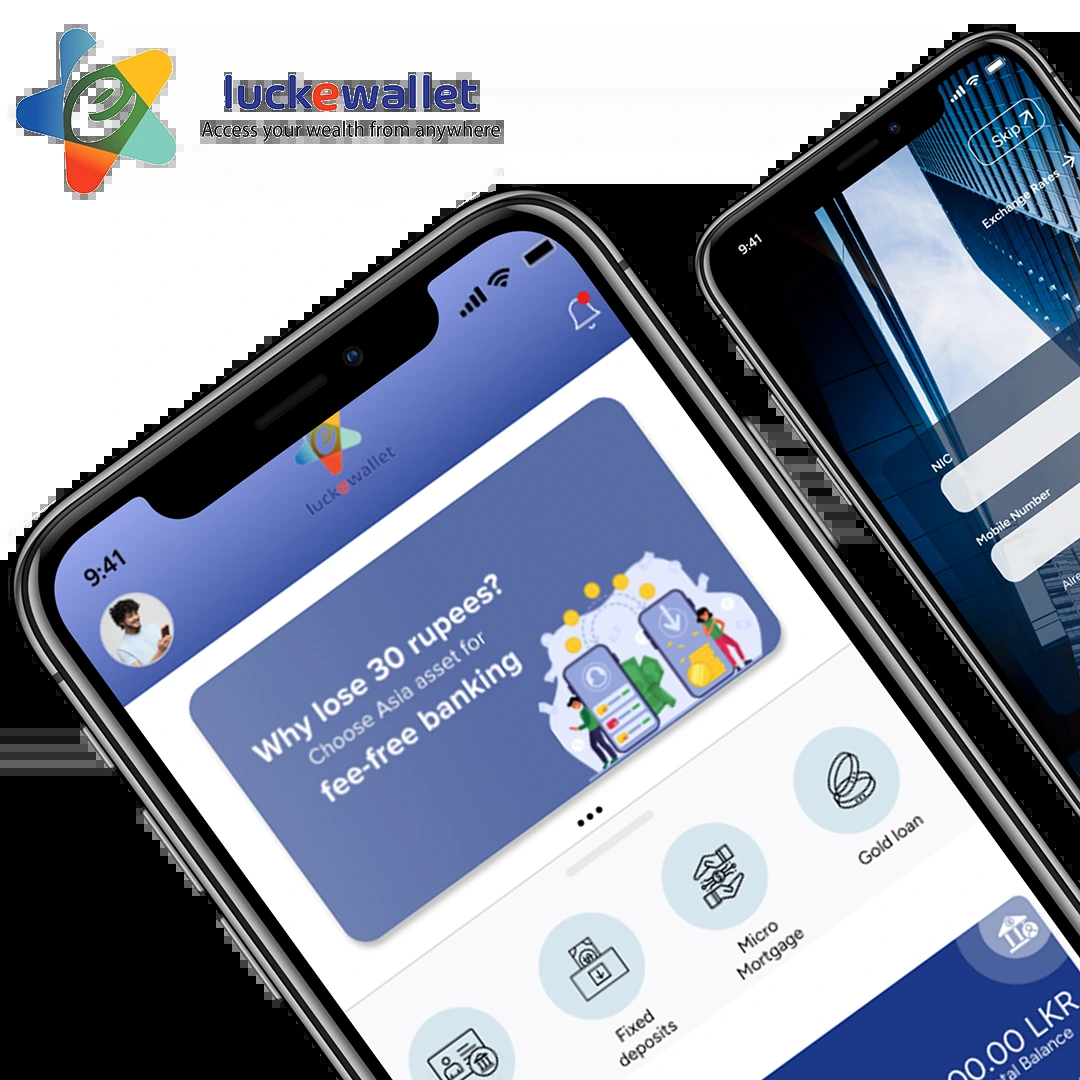 luckewallet
Access your wealth from anywhere
9:41
luckewallet
Why lose 30 rupees?
Choose Asia asset for
fee-free banking
Fixed
deposits
Micro
Mortgage
Gold loan
00.00 LKR
Balance
9:41
Skip
Exchange Rates
NIC
Mobile Number